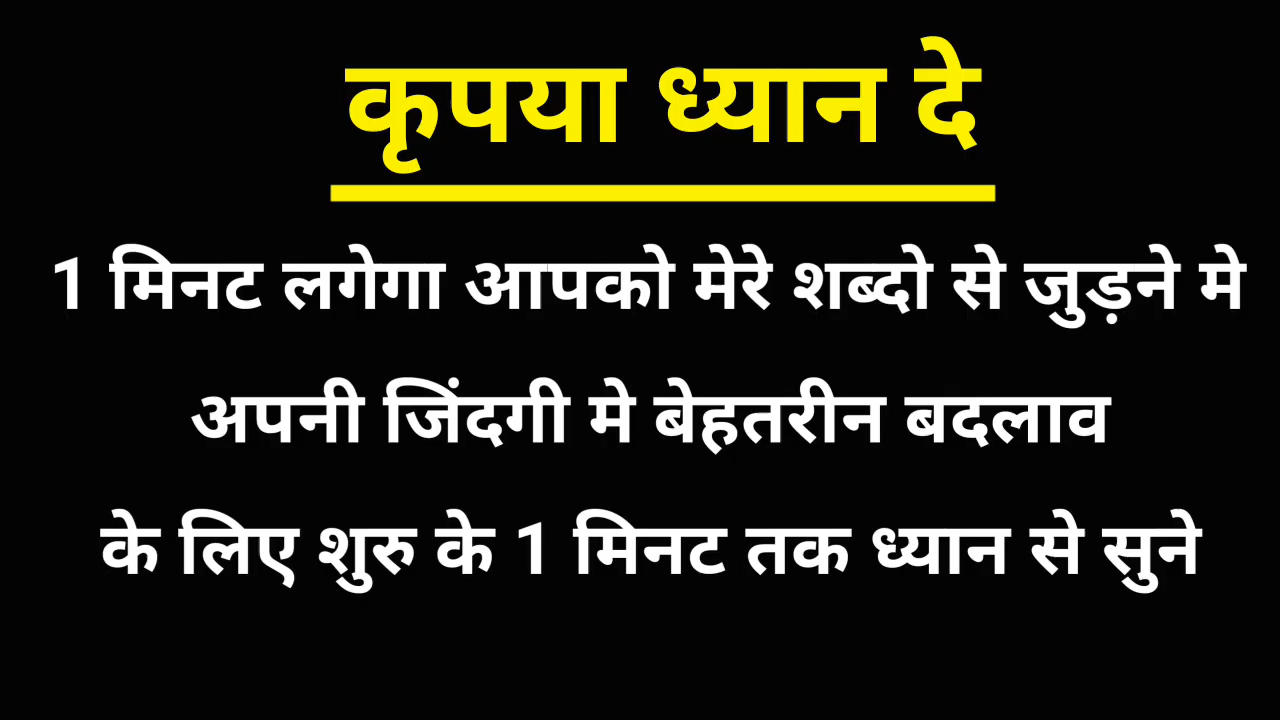 कृपया ध्यान दे
1 मिनट लगेगा आपको मेरे शब्दो से जुड़ने मे
अपनी जिंदगी मे बेहतरीन बदलाव
के लिए शुरु के 1 मिनट तक ध्यान से सुने